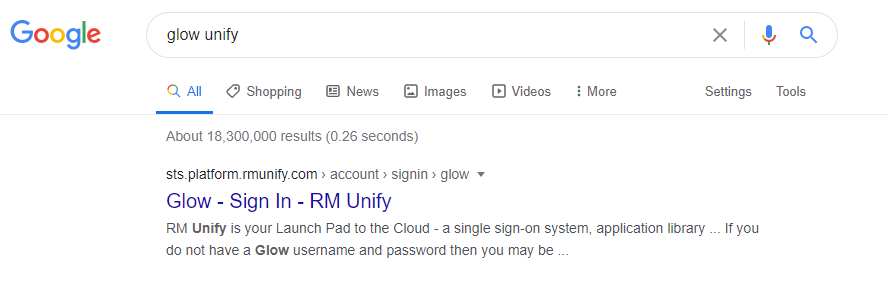 Google
glow unify
All Shopping News Images Videos More Settings Tools
About 18,300,000 results (0.26 seconds)
sts.platform.rmunify.com › account › signin › glow
Glow - Sign In - RM Unify
RM Unify is your Launch Pad to the Cloud - a single sign-on system, application library ... If you
do not have a Glow username and password then you may be ...